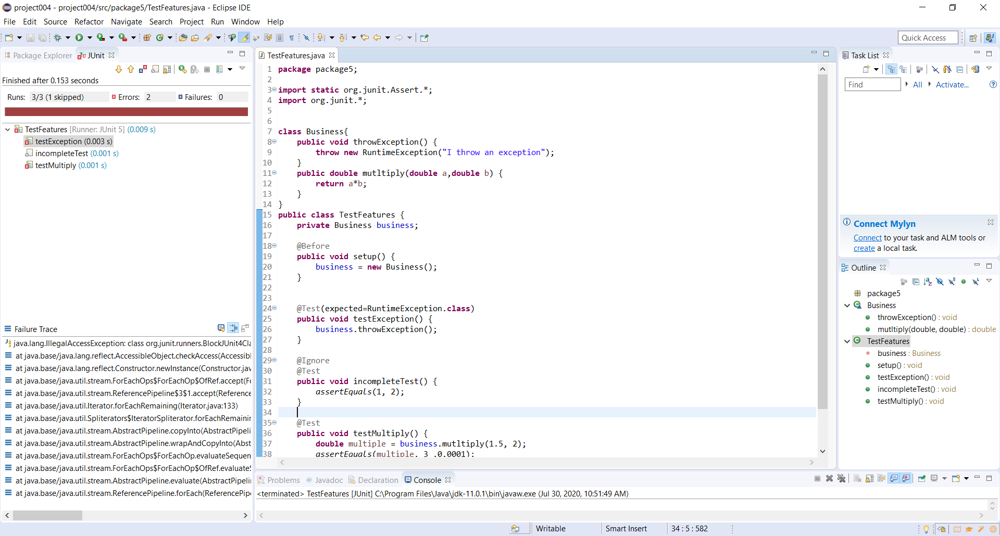 project004 - project004/src/package5/TestFeatures.java - Eclipse IDE
File Edit Source Refactor Navigate Search Project Run Window Help
Quick Access
Package Explorer JUnit
Finished after 0.153 seconds
Runs: 3/3 (1 skipped) Errors: 2 Failures: 0
TestFeatures [Runner: JUnit 5] (0.009 s)
testException (0.003 s)
incompleteTest (0.001 s)
testMultiply (0.001 s)
Failure Trace
java.lang.IllegalAccessException: class org.junit.runners.BlockJUnit4Cla
at java.base/java.lang.reflect.AccessibleObject.checkAccess(Accessibl
at java.base/java.lang.reflect.Constructor.newInstance(Constructor.jav
at java.base/java.util.stream.ForEachOps$ForEachOp$OfRef.accept(Fo
at java.base/java.util.stream.ReferencePipeline$3$1.accept(Reference
at java.base/java.util.Iterator.forEachRemaining(Iterator.java:133)
at java.base/java.util.Spliterators$IteratorSpliterator.forEachRemainin
at java.base/java.util.stream.AbstractPipeline.copyInto(AbstractPipeli
at java.base/java.util.stream.AbstractPipeline.wrapAndCopyInto(Abst
at java.base/java.util.stream.ForEachOps$ForEachOp.evaluateSequen
at java.base/java.util.stream.ForEachOps$ForEachOp$OfRef.evaluateS
at java.base/java.util.stream.AbstractPipeline.evaluate(AbstractPipeli
at java.base/java.util.stream.ReferencePipeline.forEach(ReferencePip
TestFeatures.java
1 package package5;
2
3 import static org.junit.Assert.*;
4 import org.junit.*;
5
6
7 class Business{
8 public void throwException() {
9 throw new RuntimeException("I throw an exception");
10 }
11 public double mutltiply(double a,double b) {
12 return a*b;
13 }
14 }
15 public class TestFeatures {
16 private Business business;
17
18 @Before
19 public void setup() {
20 business = new Business();
21 }
22
23
24 @Test(expected=RuntimeException.class)
25 public void testException() {
26 business.throwException();
27 }
28
29 @Ignore
30 @Test
31 public void incompleteTest() {
32 assertEquals(1, 2);
33 }
34
35 @Test
36 public void testMultiply() {
37 double multiple = business.mutltiply(1.5, 2);
38 assertEquals(multiple, 3 ,0.0001);
Problems Javadoc Declaration Console
<terminated> TestFeatures [JUnit] C:\Program Files\Java\jdk-11.0.1\bin\javaw.exe (Jul 30, 2020, 10:51:49 AM)
Task List
Find All Activate...
Connect Mylyn
Connect to your task and ALM tools or
create a local task.
Outline
package5
Business
throwException() : void
mutltiply(double, double) : double
TestFeatures
business : Business
setup() : void
testException() : void
incompleteTest() : void
testMultiply() : void
Writable Smart Insert 34 : 5 : 582